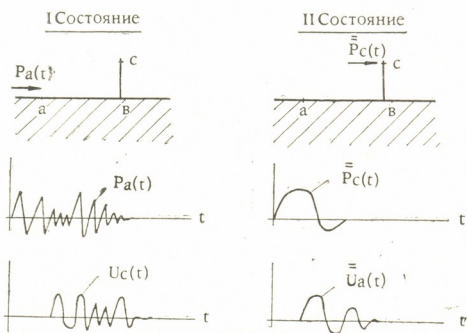 I Состояние
II Состояние
Pa(t)
c
a
в
P̿c(t)
c
a
в
Pa(t)
t
P̿c(t)
t
Uc(t)
t
U̿a(t)
t